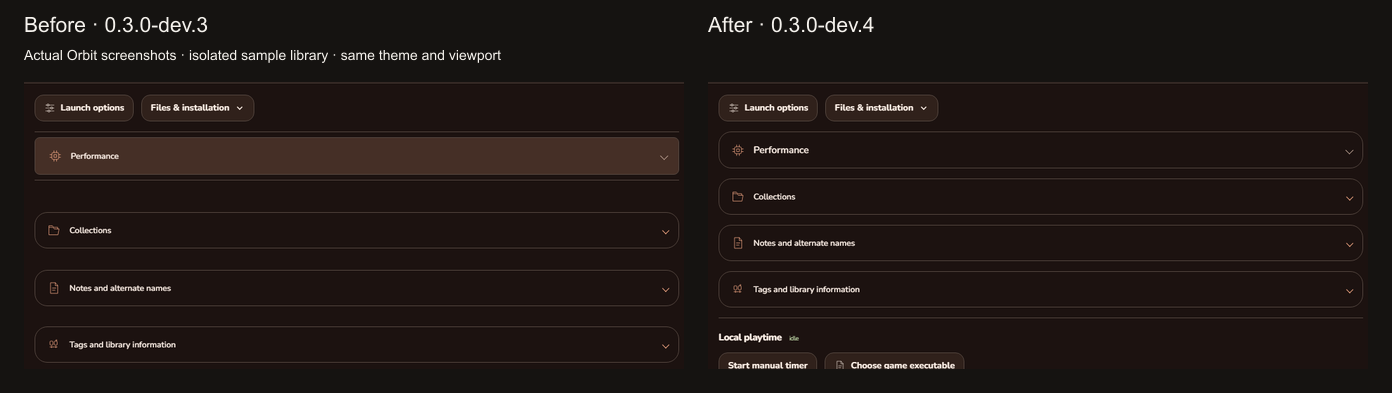 Before · 0.3.0-dev.3
Actual Orbit screenshots · isolated sample library · same theme and viewport
Launch options
Files & installation
Performance
Collections
Notes and alternate names
Tags and library information
After · 0.3.0-dev.4
Launch options
Files & installation
Performance
Collections
Notes and alternate names
Tags and library information
Local playtime idle
Start manual timer
Choose game executable